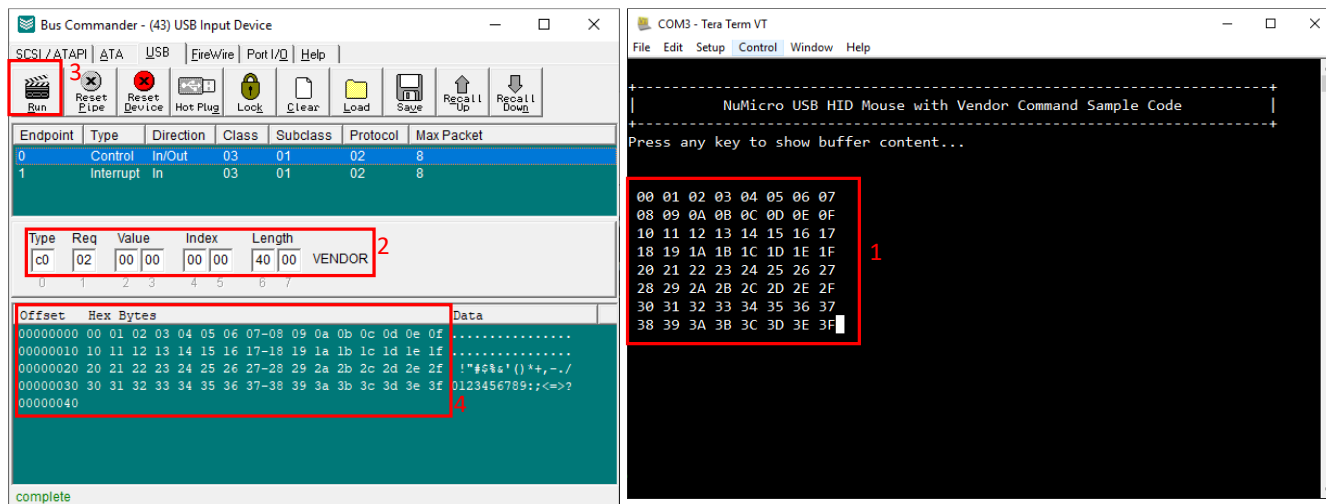 Bus Commander - (43) USB Input Device
SCSI / ATAPI ATA USB FireWire Port I/O Help
3
Run Reset Pipe Reset Device Hot Plug Lock Clear Load Save Recall Up Recall Down
Endpoint Type Direction Class Subclass Protocol Max Packet
0 Control In/Out 03 01 02 8
1 Interrupt In 03 01 02 8
Type Req Value Index Length
c0 02 00 00 00 00 40 00 VENDOR
2
0 1 2 3 4 5 6 7
Offset Hex Bytes Data
00000000 00 01 02 03 04 05 06 07-08 09 0a 0b 0c 0d 0e 0f ................
00000010 10 11 12 13 14 15 16 17-18 19 1a 1b 1c 1d 1e 1f ................
00000020 20 21 22 23 24 25 26 27-28 29 2a 2b 2c 2d 2e 2f !"#$%&'()*+,-./
00000030 30 31 32 33 34 35 36 37-38 39 3a 3b 3c 3d 3e 3f 0123456789:;<=>?
00000040
4
complete
COM3 - Tera Term VT
File Edit Setup Control Window Help
NuMicro USB HID Mouse with Vendor Command Sample Code
Press any key to show buffer content...
00 01 02 03 04 05 06 07
08 09 0A 0B 0C 0D 0E 0F
10 11 12 13 14 15 16 17
18 19 1A 1B 1C 1D 1E 1F
20 21 22 23 24 25 26 27
28 29 2A 2B 2C 2D 2E 2F
30 31 32 33 34 35 36 37
38 39 3A 3B 3C 3D 3E 3F
1